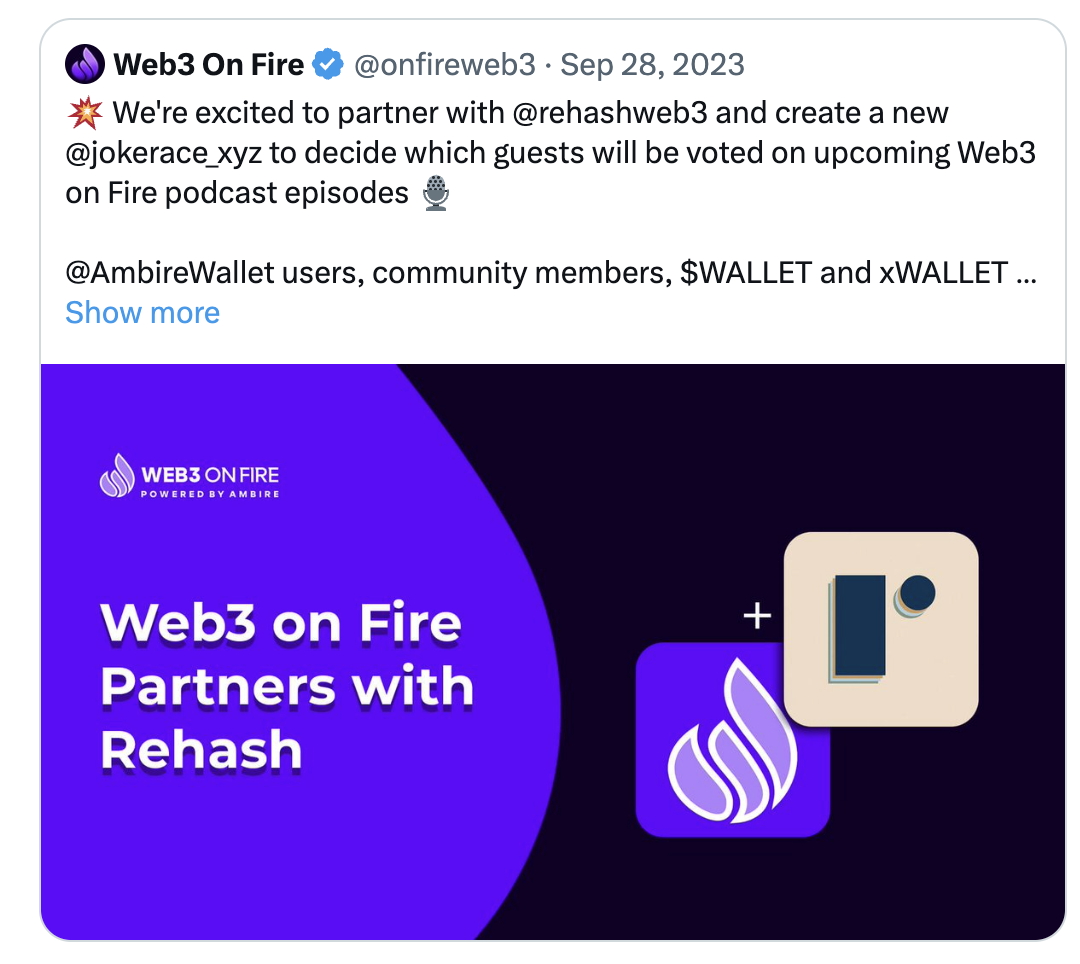 Web3 On Fire @onfireweb3 · Sep 28, 2023
💥 We're excited to partner with @rehashweb3 and create a new
@jokerace_xyz to decide which guests will be voted on upcoming Web3
on Fire podcast episodes 🎙
@AmbireWallet users, community members, $WALLET and xWALLET ...
Show more
WEB3 ON FIRE
POWERED BY AMBIRE
Web3 on Fire
Partners with
Rehash
+